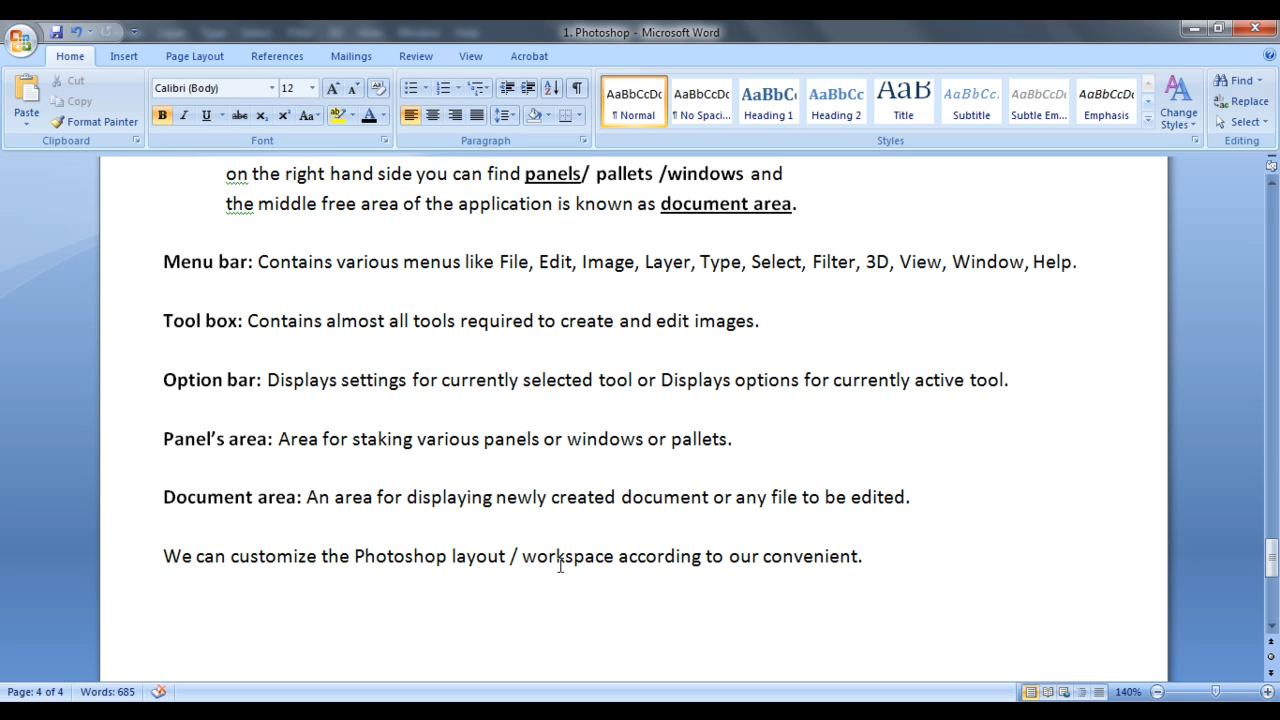 1. Photoshop - Microsoft Word
Home Insert Page Layout References Mailings Review View Acrobat
Paste
Cut
Copy
Format Painter
Clipboard
Calibri (Body) 12
Font
Paragraph
AaBbCcDc AaBbCcDc AaBbC AaBbCc AaB AaBbCc. AaBbCcDc AaBbCcDc
¶ Normal ¶ No Spaci... Heading 1 Heading 2 Title Subtitle Subtle Em... Emphasis
Change Styles
Styles
Find
Replace
Select
Editing
on the right hand side you can find panels/ pallets /windows and
the middle free area of the application is known as document area.
Menu bar: Contains various menus like File, Edit, Image, Layer, Type, Select, Filter, 3D, View, Window, Help.
Tool box: Contains almost all tools required to create and edit images.
Option bar: Displays settings for currently selected tool or Displays options for currently active tool.
Panel's area: Area for staking various panels or windows or pallets.
Document area: An area for displaying newly created document or any file to be edited.
We can customize the Photoshop layout / workspace according to our convenient.
Page: 4 of 4 Words: 685 140%